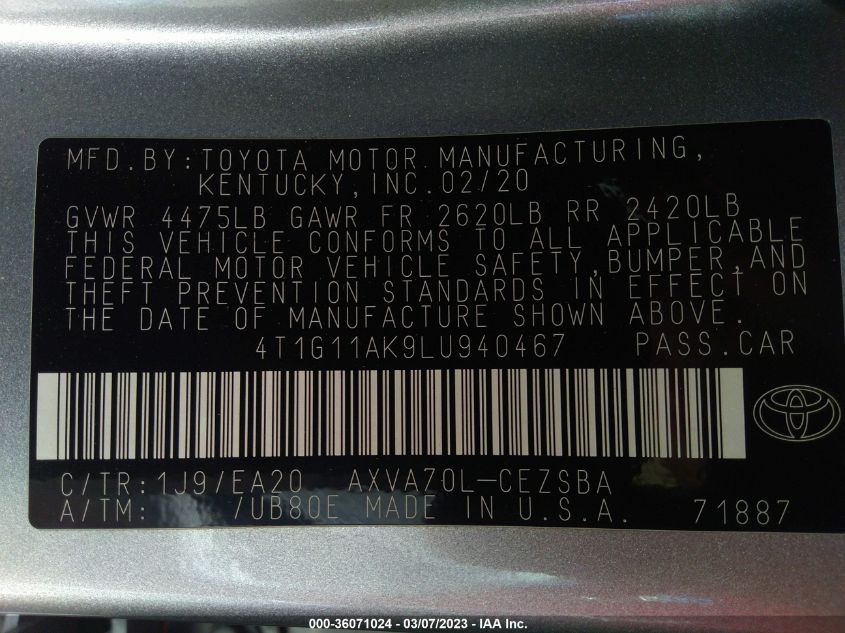 MFD.BY:TOYOTA MOTOR MANUFACTURING,
KENTUCKY,INC.02/20
GVWR 4475LB GAWR FR 2620LB RR 2420LB
THIS VEHICLE CONFORMS TO ALL APPLICABLE
FEDERAL MOTOR VEHICLE SAFETY,BUMPER,AND
THEFT PREVENTION STANDARDS IN EFFECT ON
THE DATE OF MANUFACTURE SHOWN ABOVE.
4T1G11AK9LU940467 PASS.CAR
C/TR:1J9/EA20 AXVA70L-CEZSBA
A/TM: /UB80E MADE IN U.S.A. 71887
000-36071024 - 03/07/2023 - IAA Inc.